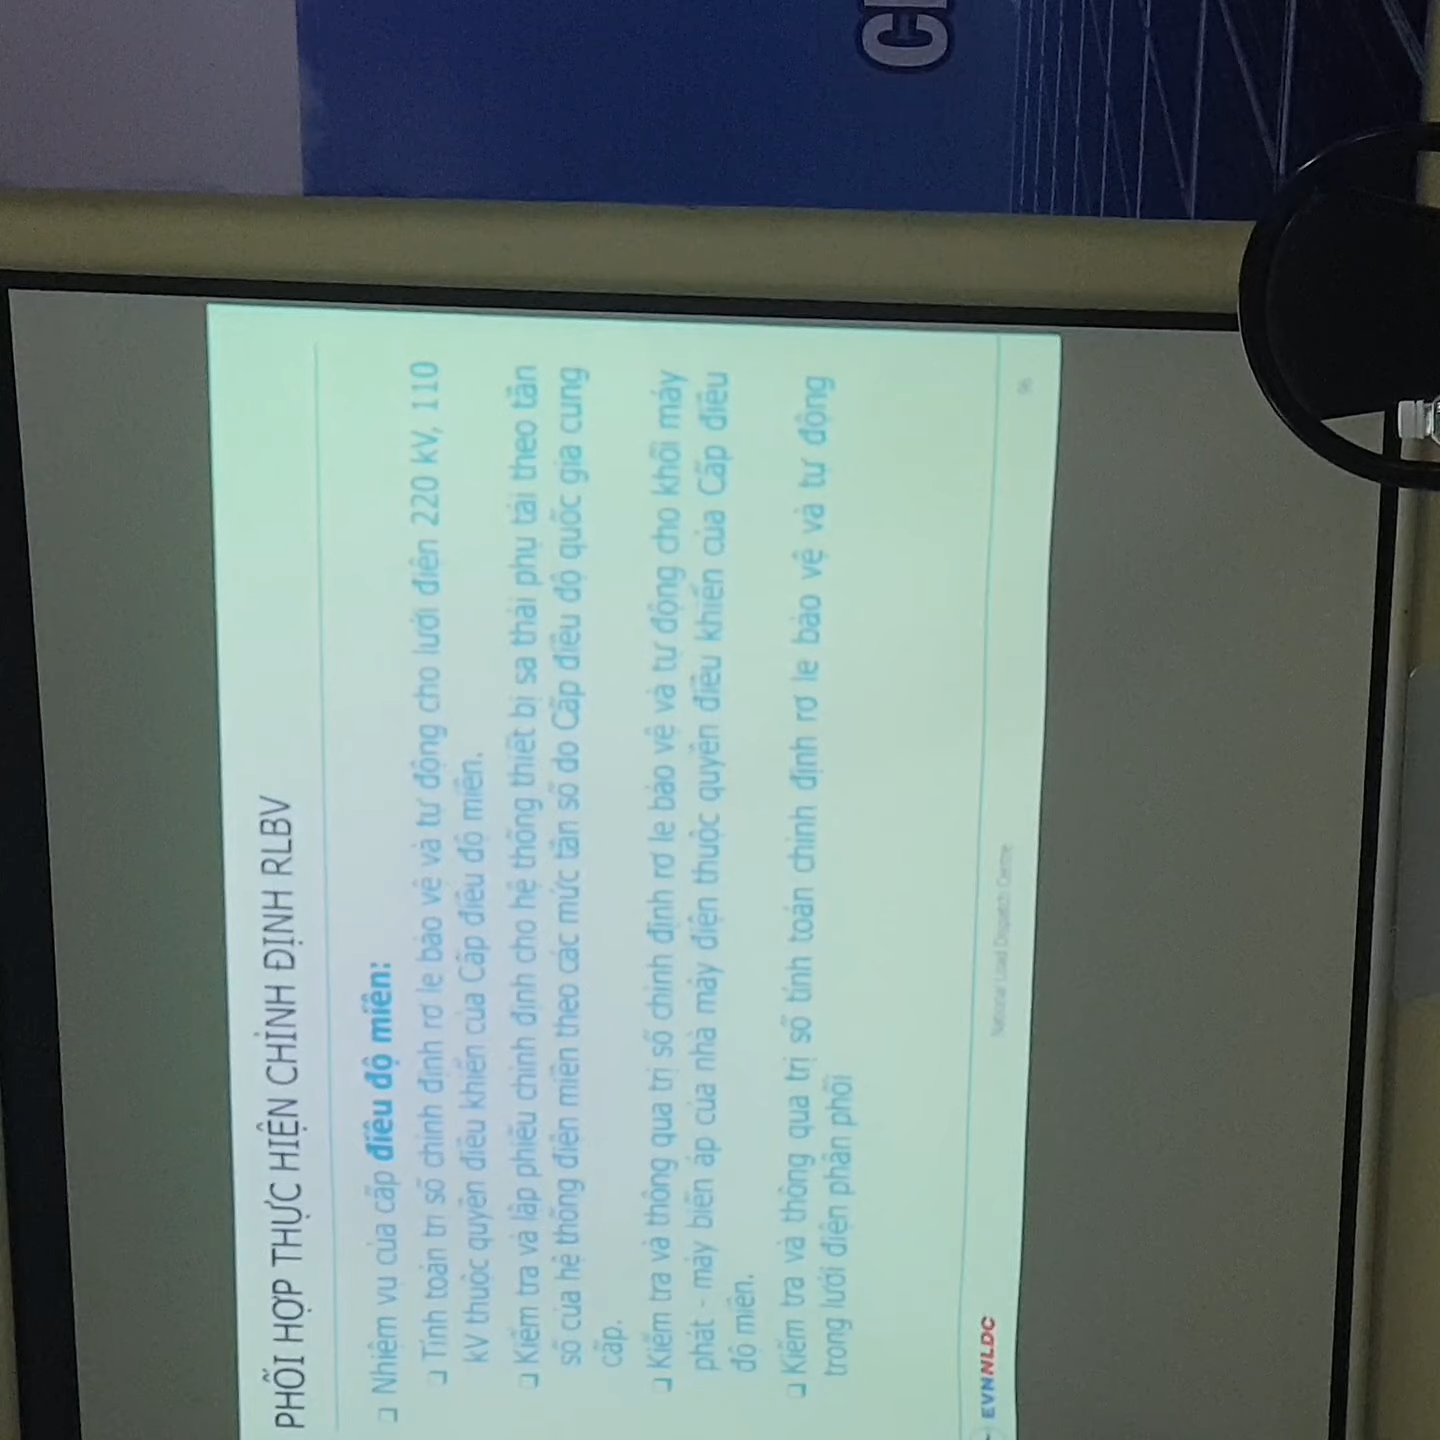 PHỐI HỢP THỰC HIỆN CHỈNH ĐỊNH RLBV
Nhiệm vụ của cấp điều độ miền:
Tính toán trị số chỉnh định rơ le bảo vệ và tự động cho lưới điện 220 kV, 110
kV thuộc quyền điều khiển của Cấp điều độ miền.
Kiểm tra và lập phiếu chỉnh định cho hệ thống thiết bị sa thải phụ tải theo tần
số của hệ thống điện miền theo các mức tần số do Cấp điều độ quốc gia cung
cấp.
Kiểm tra và thông qua trị số chỉnh định rơ le bảo vệ và tự động cho khối máy
phát - máy biến áp của nhà máy điện thuộc quyền điều khiển của Cấp điều
độ miền.
Kiểm tra và thông qua trị số tính toán chỉnh định rơ le bảo vệ và tự động
trong lưới điện phân phối
EVNNLDC
National Load Dispatch Centre
96